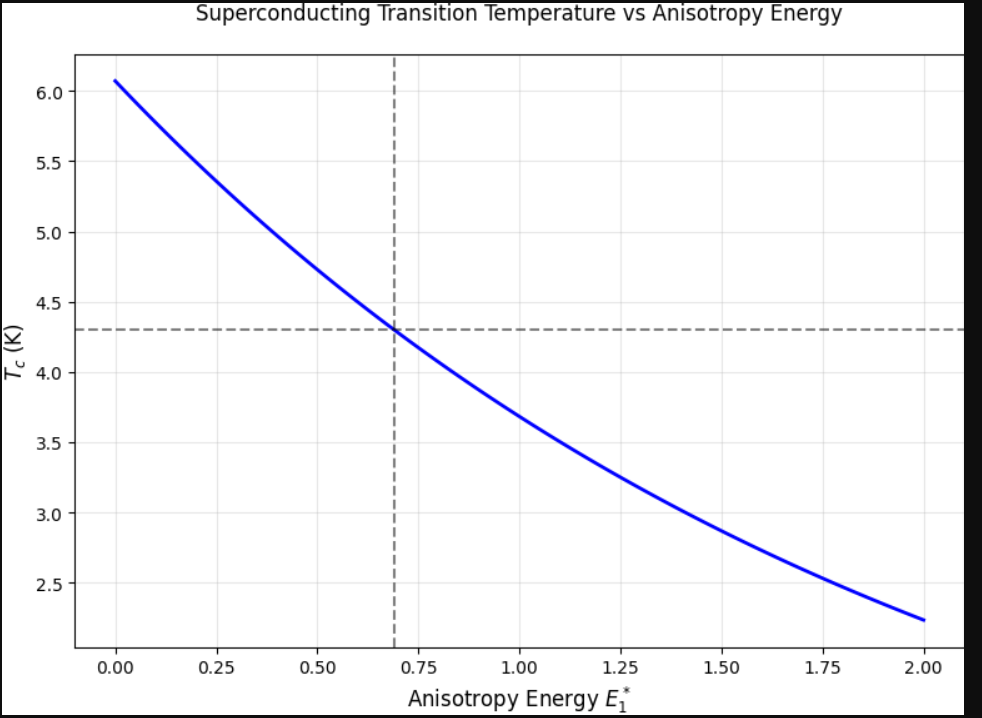 Superconducting Transition Temperature vs Anisotropy Energy
6.0
5.5
5.0
4.5
4.0
3.5
3.0
2.5
T_c (K)
0.00 0.25 0.50 0.75 1.00 1.25 1.50 1.75 2.00
Anisotropy Energy E_1^*